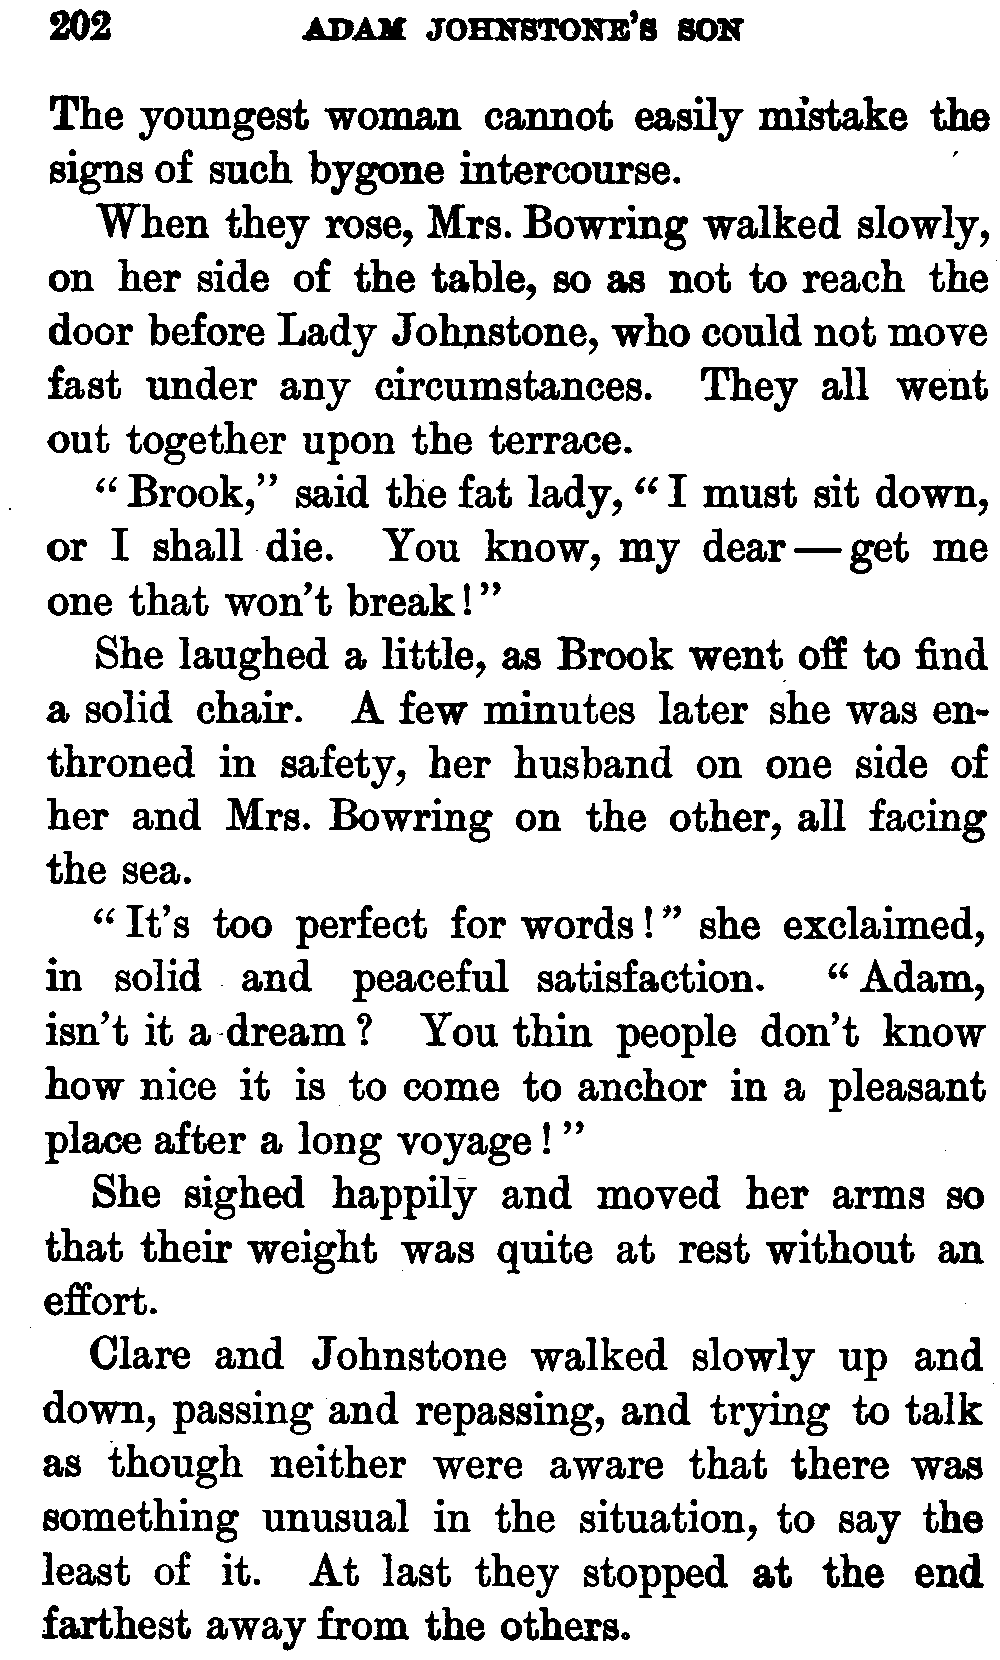 202 ADAM JOHNSTONE'S SON
The youngest woman cannot easily mistake the
signs of such bygone intercourse.
When they rose, Mrs. Bowring walked slowly,
on her side of the table, so as not to reach the
door before Lady Johnstone, who could not move
fast under any circumstances. They all went
out together upon the terrace.
“Brook,” said the fat lady, “I must sit down,
or I shall die. You know, my dear—get me
one that won't break!”
She laughed a little, as Brook went off to find
a solid chair. A few minutes later she was en-
throned in safety, her husband on one side of
her and Mrs. Bowring on the other, all facing
the sea.
“It's too perfect for words!” she exclaimed,
in solid and peaceful satisfaction. “Adam,
isn't it a dream? You thin people don't know
how nice it is to come to anchor in a pleasant
place after a long voyage!”
She sighed happily and moved her arms so
that their weight was quite at rest without an
effort.
Clare and Johnstone walked slowly up and
down, passing and repassing, and trying to talk
as though neither were aware that there was
something unusual in the situation, to say the
least of it. At last they stopped at the end
farthest away from the others.